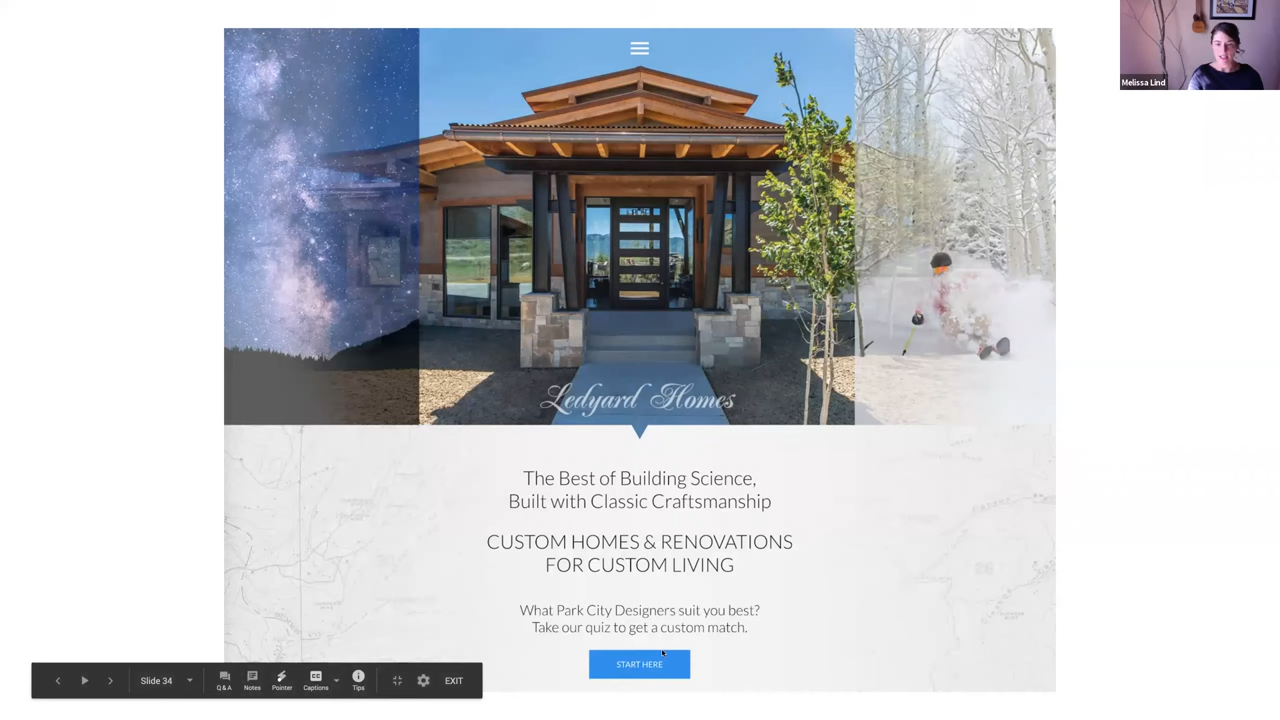 Melissa Lind
Ledyard Homes
The Best of Building Science,
Built with Classic Craftsmanship
CUSTOM HOMES & RENOVATIONS
FOR CUSTOM LIVING
What Park City Designers suit you best?
Take our quiz to get a custom match.
START HERE
Slide 34
Q & A
Notes
Pointer
Captions
Tips
EXIT